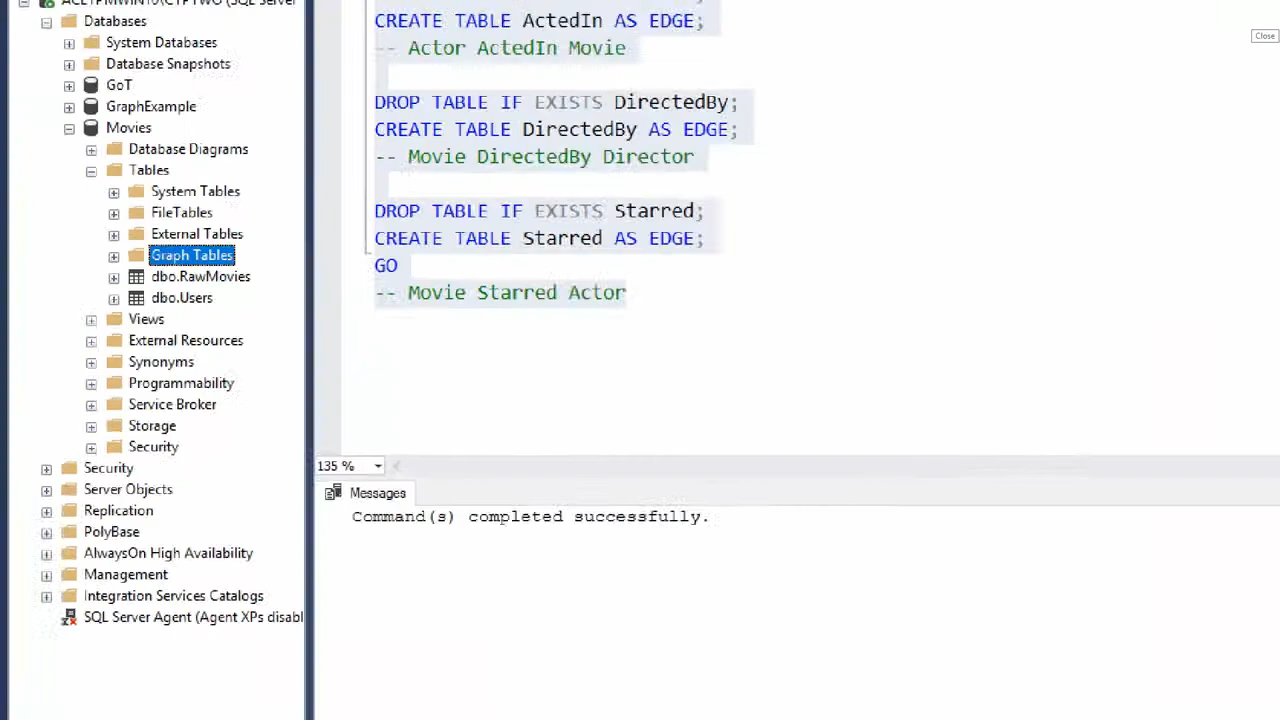 Databases
System Databases
Database Snapshots
GoT
GraphExample
Movies
Database Diagrams
Tables
System Tables
FileTables
External Tables
Graph Tables
dbo.RawMovies
dbo.Users
Views
External Resources
Synonyms
Programmability
Service Broker
Storage
Security
Security
Server Objects
Replication
PolyBase
AlwaysOn High Availability
Management
Integration Services Catalogs
SQL Server Agent (Agent XPs disabl
CREATE TABLE ActedIn AS EDGE;
-- Actor ActedIn Movie
DROP TABLE IF EXISTS DirectedBy;
CREATE TABLE DirectedBy AS EDGE;
-- Movie DirectedBy Director
DROP TABLE IF EXISTS Starred;
CREATE TABLE Starred AS EDGE;
GO
-- Movie Starred Actor
135 %
Messages
Command(s) completed successfully.
Close